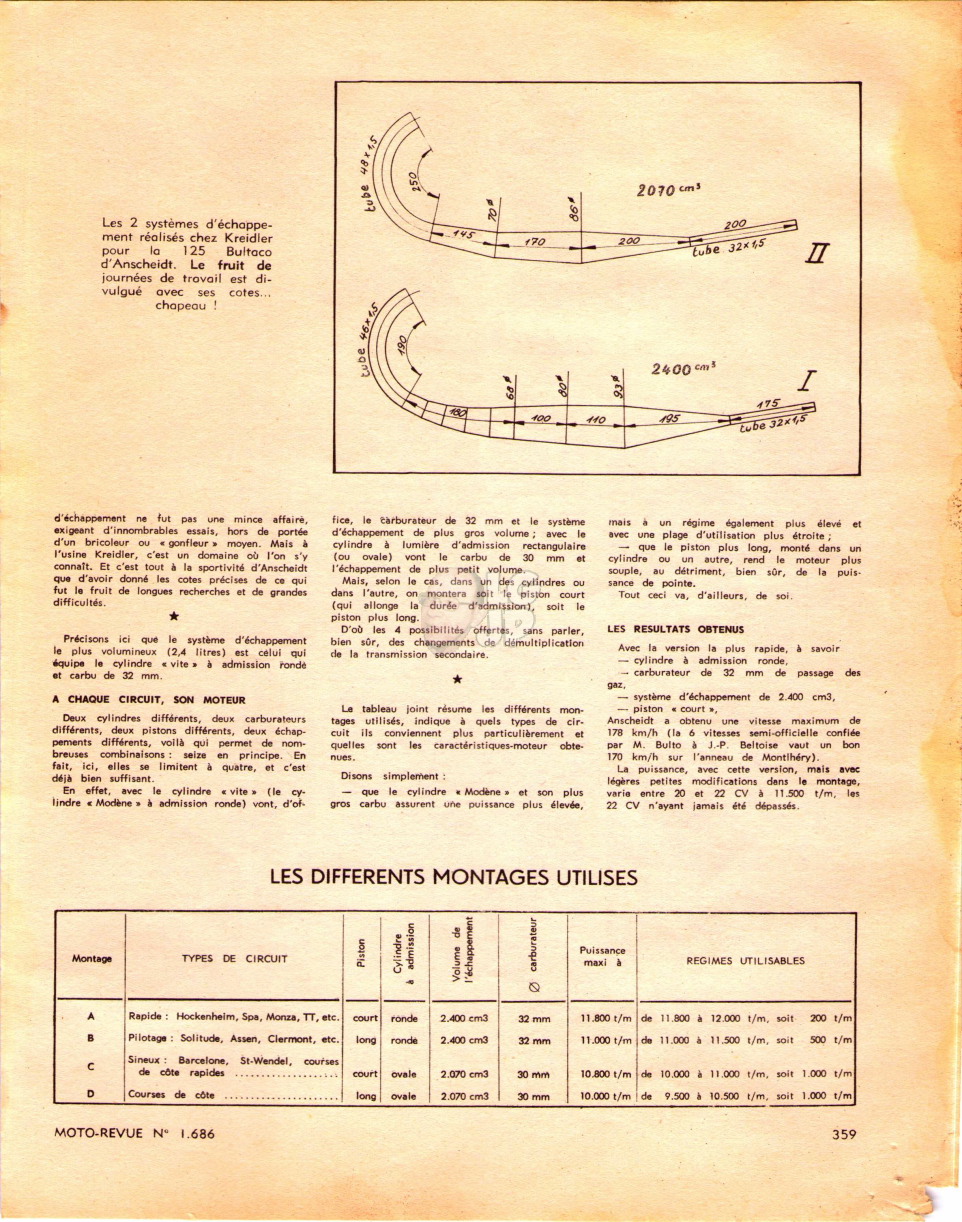 tube 48x1,5
250
70ø
86ø
2070 cm³
145
170
200
200
tube 32x1,5
II
tube 46x1,5
190
68ø
80ø
93ø
2400 cm³
I
180
100
110
195
175
tube 32x1,5
Les 2 systèmes d'échappe-
ment réalisés chez Kreidler
pour la 125 Bultaco
d'Anscheidt. Le fruit de
journées de travail est di-
vulgué avec ses cotes...
chapeau !
d'échappement ne fut pas une mince affaire,
exigeant d'innombrables essais, hors de portée
d'un bricoleur ou « gonfleur » moyen. Mais à
l'usine Kreidler, c'est un domaine où l'on s'y
connaît. Et c'est tout à la sportivité d'Anscheidt
que d'avoir donné les cotes précises de ce qui
fut le fruit de longues recherches et de grandes
difficultés.
★
Précisons ici que le système d'échappement
le plus volumineux (2,4 litres) est célui qui
équipe le cylindre « vite » à admission ronde
et carbu de 32 mm.
A CHAQUE CIRCUIT, SON MOTEUR
Deux cylindres différents, deux carburateurs
différents, deux pistons différents, deux échap-
pements différents, voilà qui permet de nom-
breuses combinaisons : seize en principe. En
fait, ici, elles se limitent à quatre, et c'est
déjà bien suffisant.
En effet, avec le cylindre « vite » (le cy-
lindre « Modène » à admission ronde) vont, d'of-
fice, le carburateur de 32 mm et le système
d'échappement de plus gros volume ; avec le
cylindre à lumière d'admission rectangulaire
(ou ovale) vont le carbu de 30 mm et
l'échappement de plus petit volume.
Mais, selon le cas, dans un des cylindres ou
dans l'autre, on montera soit le piston court
(qui allonge la durée d'admission), soit le
piston plus long.
D'où les 4 possibilités offertes, sans parler,
bien sûr, des changements de démultiplication
de la transmission secondaire.
★
Le tableau joint résume les différents mon-
tages utilisés, indique à quels types de cir-
cuit ils conviennent plus particulièrement et
quelles sont les caractéristiques-moteur obte-
nues.
Disons simplement :
— que le cylindre « Modène » et son plus
gros carbu assurent une puissance plus élevée,
mais à un régime également plus élevé et
avec une plage d'utilisation plus étroite ;
— que le piston plus long, monté dans un
cylindre ou un autre, rend le moteur plus
souple, au détriment, bien sûr, de la puis-
sance de pointe.
Tout ceci va, d'ailleurs, de soi.
LES RESULTATS OBTENUS
Avec la version la plus rapide, à savoir
— cylindre à admission ronde,
— carburateur de 32 mm de passage des
gaz,
— système d'échappement de 2.400 cm3,
— piston « court »,
Anscheidt a obtenu une vitesse maximum de
178 km/h (la 6 vitesses semi-officielle confiée
par M. Bulto à J.-P. Beltoise vaut un bon
170 km/h sur l'anneau de Montlhéry).
La puissance, avec cette version, mais avec
légères petites modifications dans le montage,
varie entre 20 et 22 CV à 11.500 t/m, les
22 CV n'ayant jamais été dépassés.
LES DIFFERENTS MONTAGES UTILISES
Montage TYPES DE CIRCUIT Piston Cylindre à admission Volume de l'échappement Ø carburateur Puissance maxi à REGIMES UTILISABLES
A Rapide : Hockenheim, Spa, Monza, TT, etc. court ronde 2.400 cm3 32 mm 11.800 t/m de 11.800 à 12.000 t/m, soit 200 t/m
B Pilotage : Solitude, Assen, Clermont, etc. long ronde 2.400 cm3 32 mm 11.000 t/m de 11.000 à 11.500 t/m, soit 500 t/m
C Sineux : Barcelone, St-Wendel, courses
de côte rapides .................... court ovale 2.070 cm3 30 mm 10.800 t/m de 10.000 à 11.000 t/m, soit 1.000 t/m
D Courses de côte .................... long ovale 2.070 cm3 30 mm 10.000 t/m de 9.500 à 10.500 t/m, soit 1.000 t/m
MOTO-REVUE N° 1.686
359